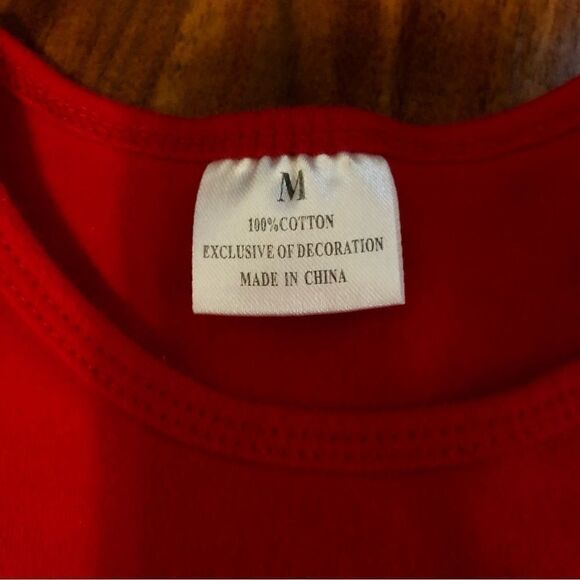 M
100%COTTON
EXCLUSIVE OF DECORATION
MADE IN CHINA